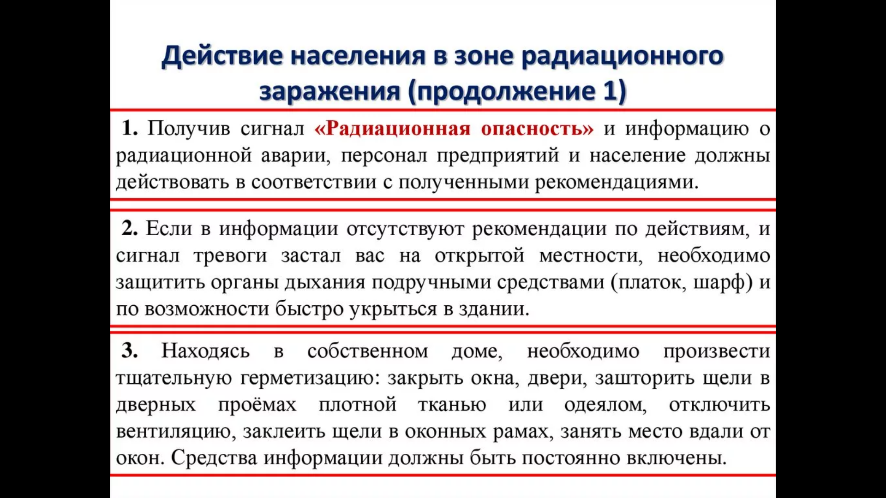 Действие населения в зоне радиационного
заражения (продолжение 1)
1. Получив сигнал «Радиационная опасность» и информацию о
радиационной аварии, персонал предприятий и население должны
действовать в соответствии с полученными рекомендациями.
2. Если в информации отсутствуют рекомендации по действиям, и
сигнал тревоги застал вас на открытой местности, необходимо
защитить органы дыхания подручными средствами (платок, шарф) и
по возможности быстро укрыться в здании.
3. Находясь в собственном доме, необходимо произвести
тщательную герметизацию: закрыть окна, двери, зашторить щели в
дверных проёмах плотной тканью или одеялом, отключить
вентиляцию, заклеить щели в оконных рамах, занять место вдали от
окон. Средства информации должны быть постоянно включены.